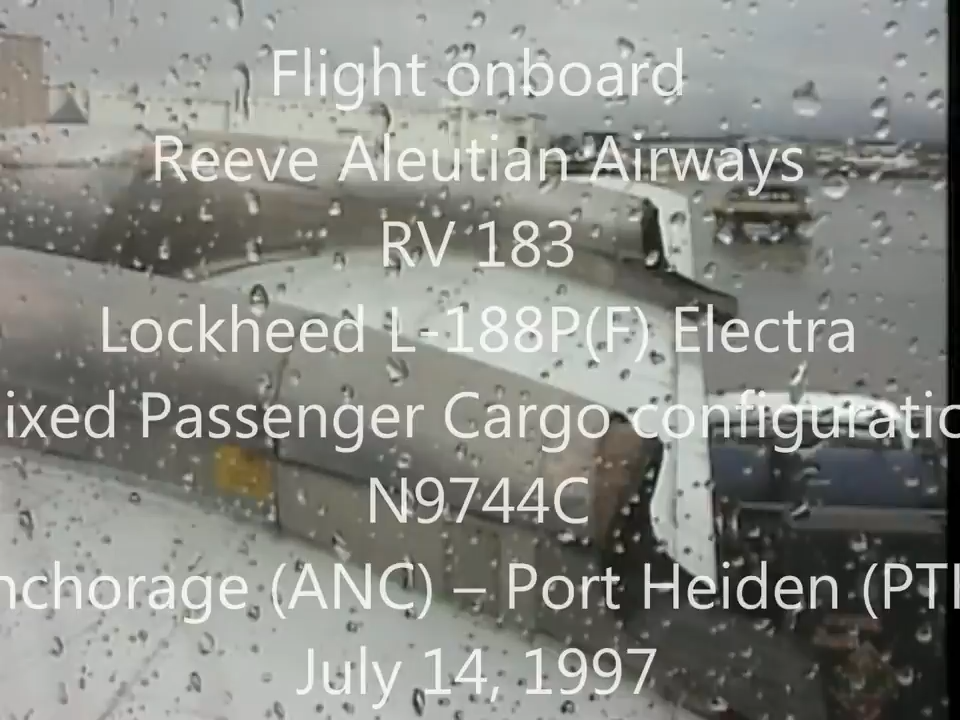 Flight onboard
Reeve Aleutian Airways
RV 183
Lockheed L-188P(F) Electra
ixed Passenger Cargo configuratio
N9744C
nchorage (ANC) – Port Heiden (PT
July 14, 1997